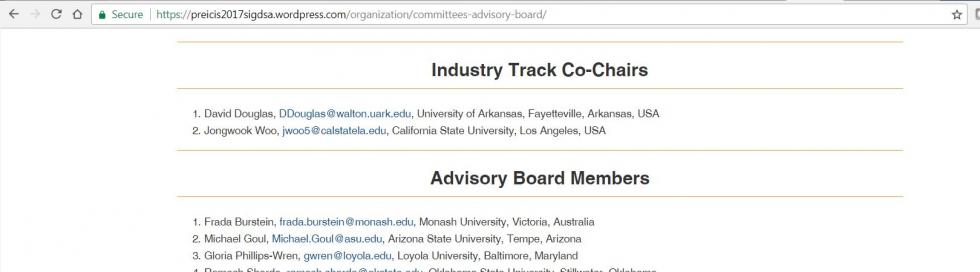 Secure
https://preicis2017sigdsa.wordpress.com/organization/committees-advisory-board/
Industry Track Co-Chairs
1. David Douglas, DDouglas@walton.uark.edu, University of Arkansas, Fayetteville, Arkansas, USA
2. Jongwook Woo, jwoo5@calstatela.edu, California State University, Los Angeles, USA
Advisory Board Members
1. Frada Burstein, frada.burstein@monash.edu, Monash University, Victoria, Australia
2. Michael Goul, Michael.Goul@asu.edu, Arizona State University, Tempe, Arizona
3. Gloria Phillips-Wren, gwren@loyola.edu, Loyola University, Baltimore, Maryland